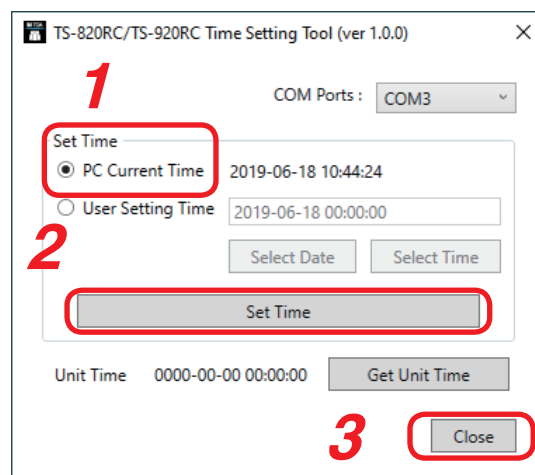 TS-820RC/TS-920RC Time Setting Tool (ver 1.0.0)
1
COM Ports : COM3
Set Time
PC Current Time 2019-06-18 10:44:24
User Setting Time 2019-06-18 00:00:00
2
Select Date Select Time
Set Time
Unit Time 0000-00-00 00:00:00 Get Unit Time
3
Close